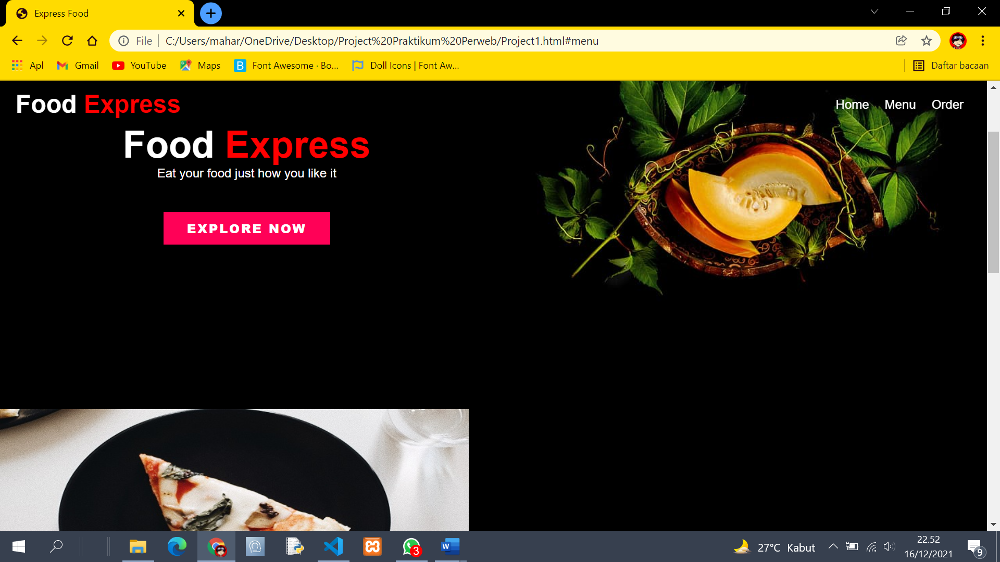 Express Food
File
C:/Users/mahar/OneDrive/Desktop/Project%20Praktikum%20Perweb/Project1.html#menu
Apl
Gmail
YouTube
Maps
B
Font Awesome · Bo...
Doll Icons | Font Aw...
Daftar bacaan
Food Express
Home
Menu
Order
Food Express
Eat your food just how you like it
EXPLORE NOW
3
W
27°C Kabut
22.52
16/12/2021
9